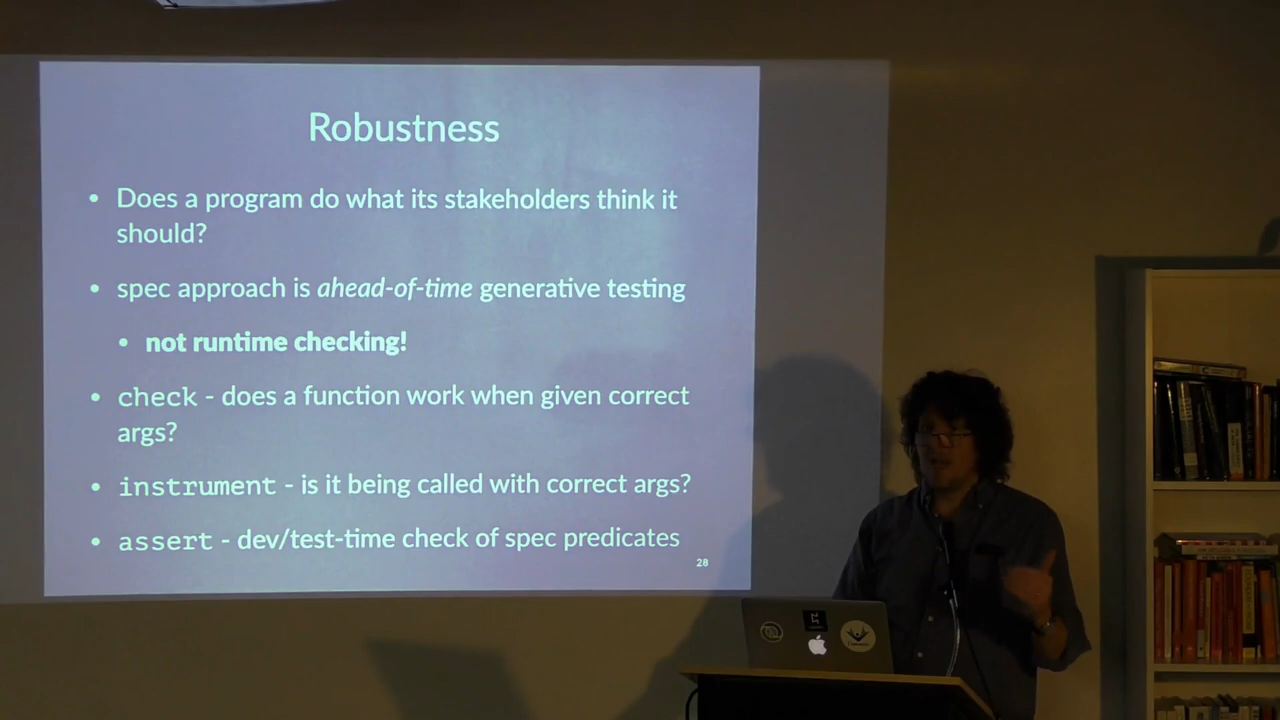 Robustness
• Does a program do what its stakeholders think it
should?
• spec approach is ahead-of-time generative testing
• not runtime checking!
• check - does a function work when given correct
args?
• instrument - is it being called with correct args?
• assert - dev/test-time check of spec predicates
28